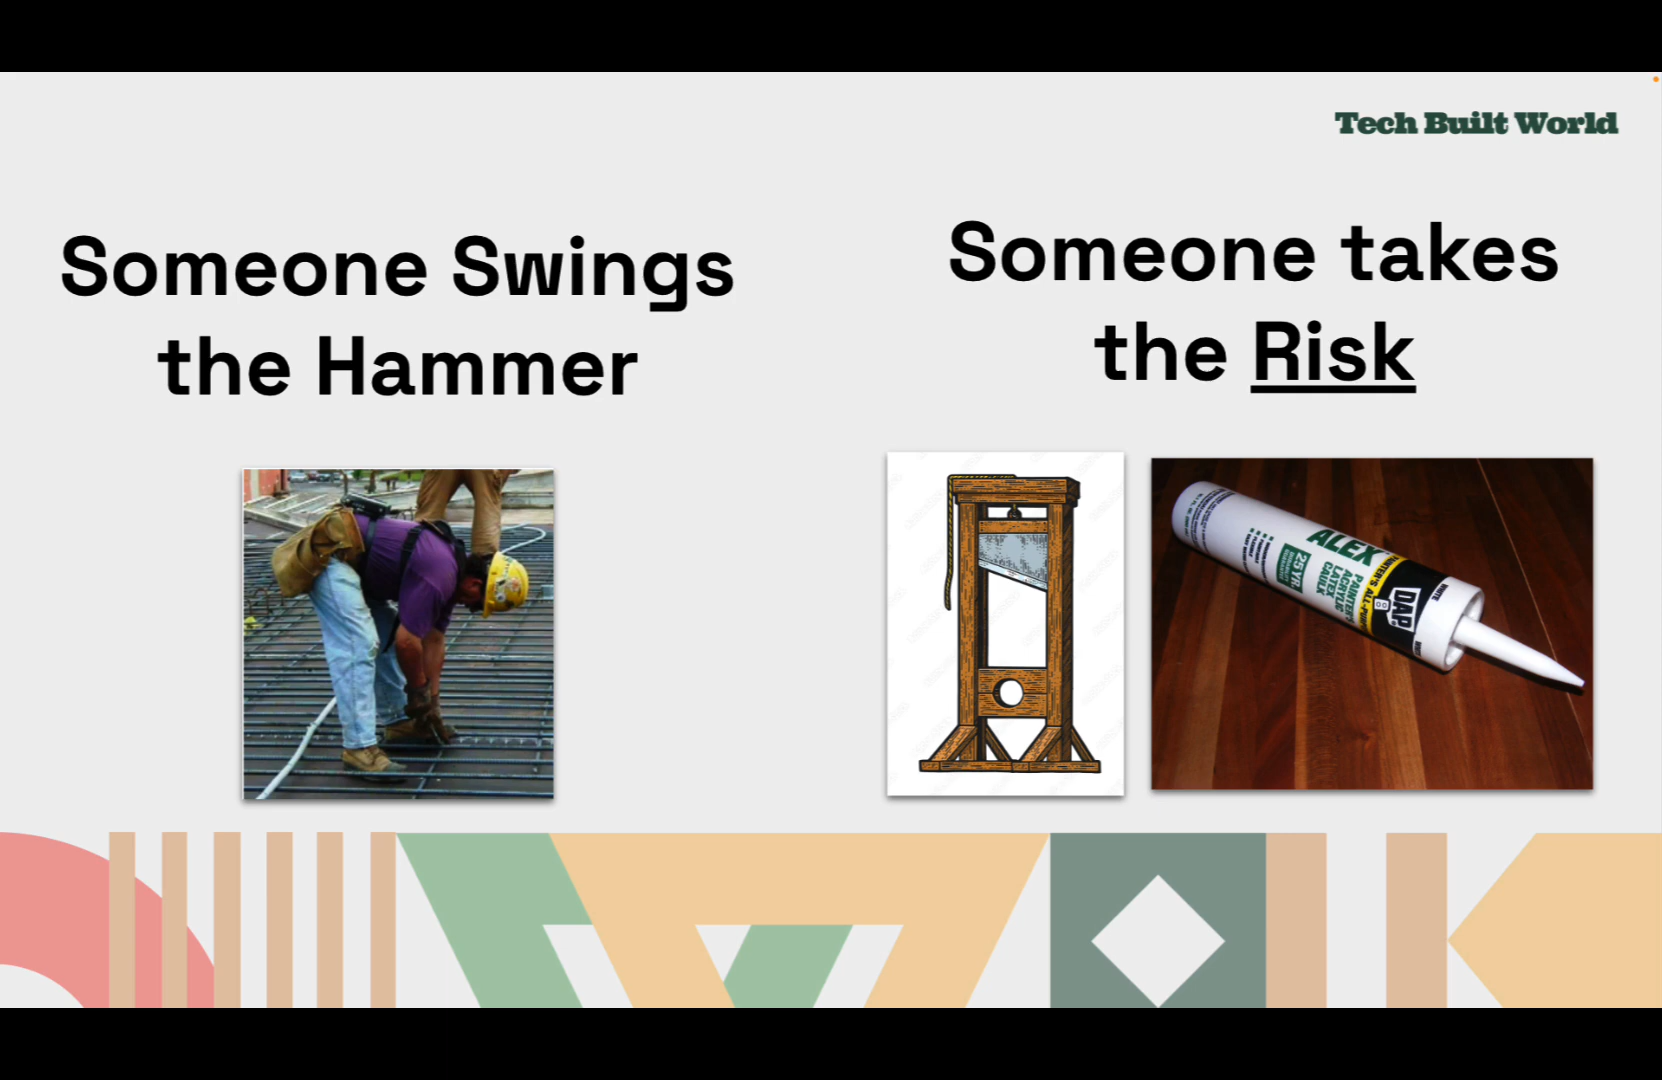 Tech Built World
Someone Swings
the Hammer
Someone takes
the Risk
ALEX
PAINTER'S
ACRYLIC
LATEX
CAULK
25 YR.
DAP
WHITE